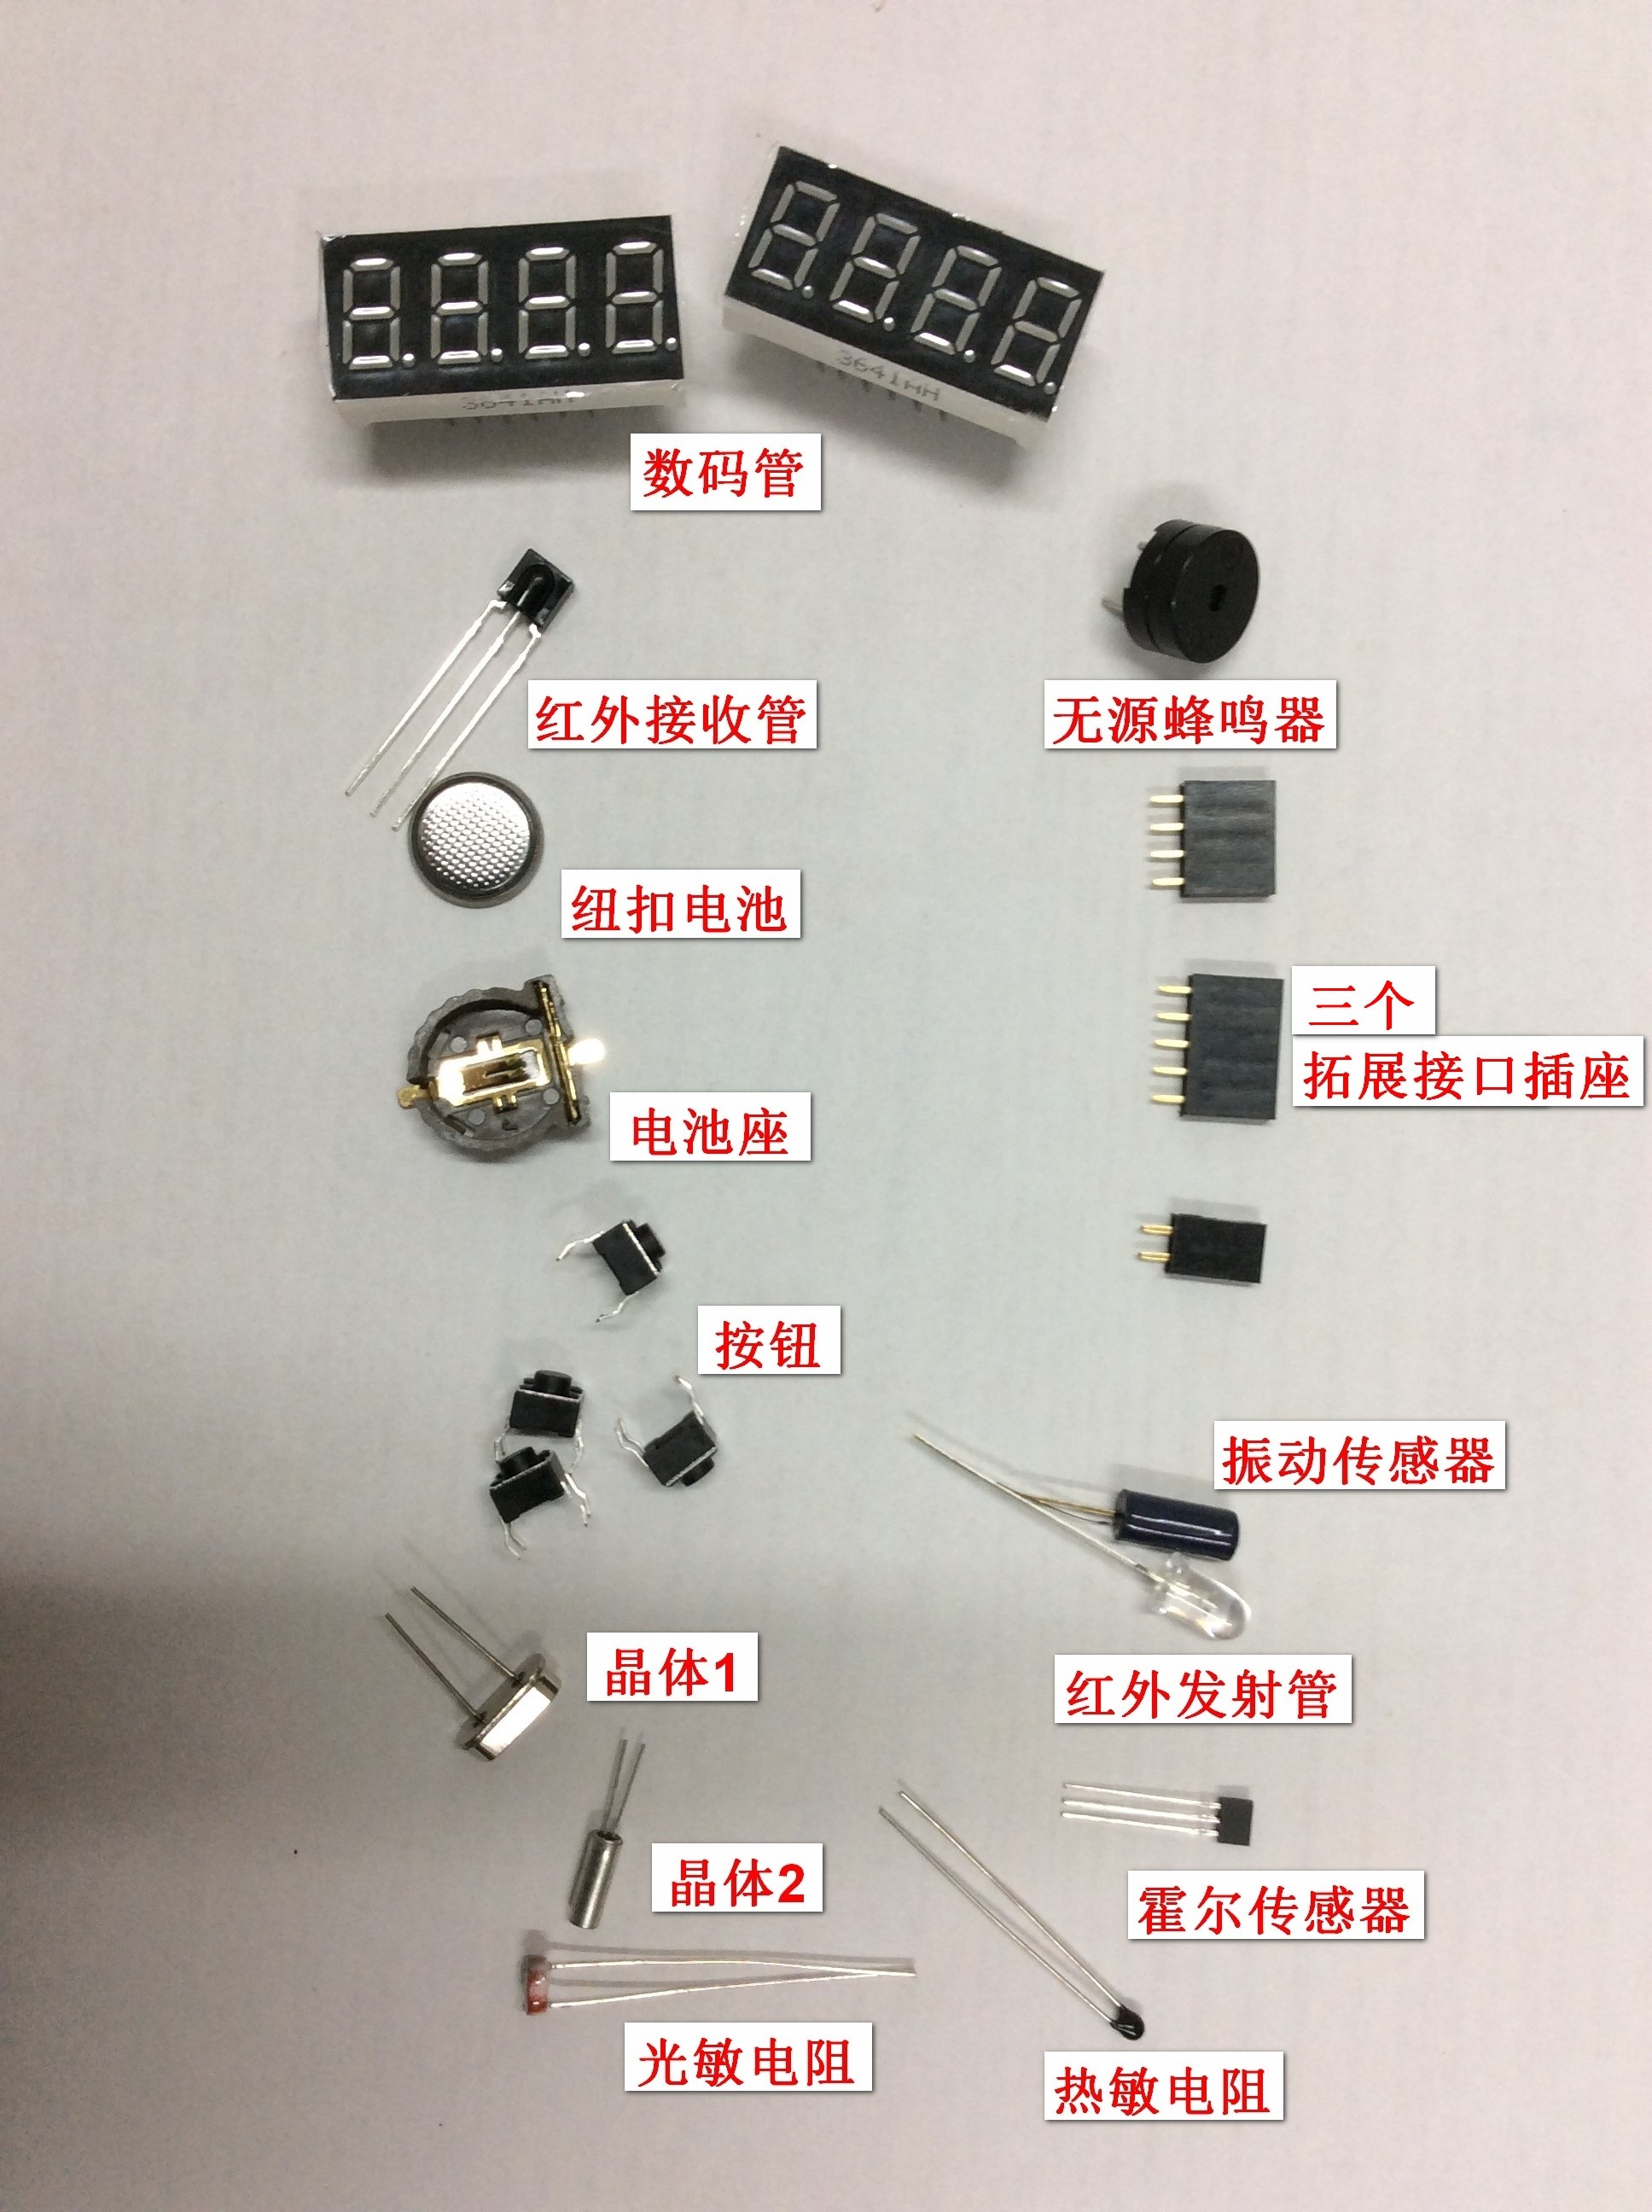 3641AH
数码管
红外接收管
无源蜂鸣器
纽扣电池
三个
拓展接口插座
电池座
按钮
振动传感器
晶体1
红外发射管
晶体2
霍尔传感器
光敏电阻
热敏电阻